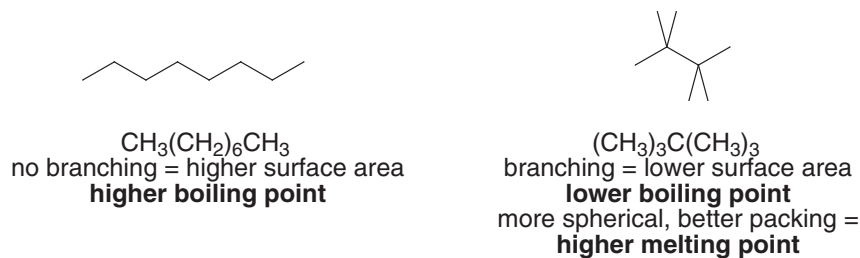 CH3(CH2)6CH3
no branching = higher surface area
higher boiling point
(CH3)3C(CH3)3
branching = lower surface area
lower boiling point
more spherical, better packing =
higher melting point